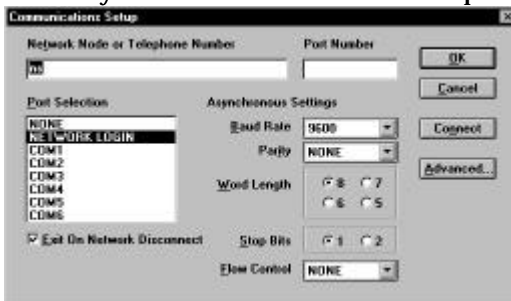 Communications Setup
Network Node or Telephone Number
Port Number
OK
Cancel
Port Selection
Asynchronous Settings
NONE
NETWORK LOGIN
COM1
COM2
COM3
COM4
COM5
COM6
Baud Rate 9600
Connect
Parity NONE
Advanced...
Word Length 8 7
6 5
Exit On Network Disconnect
Stop Bits 1 2
Flow Control NONE